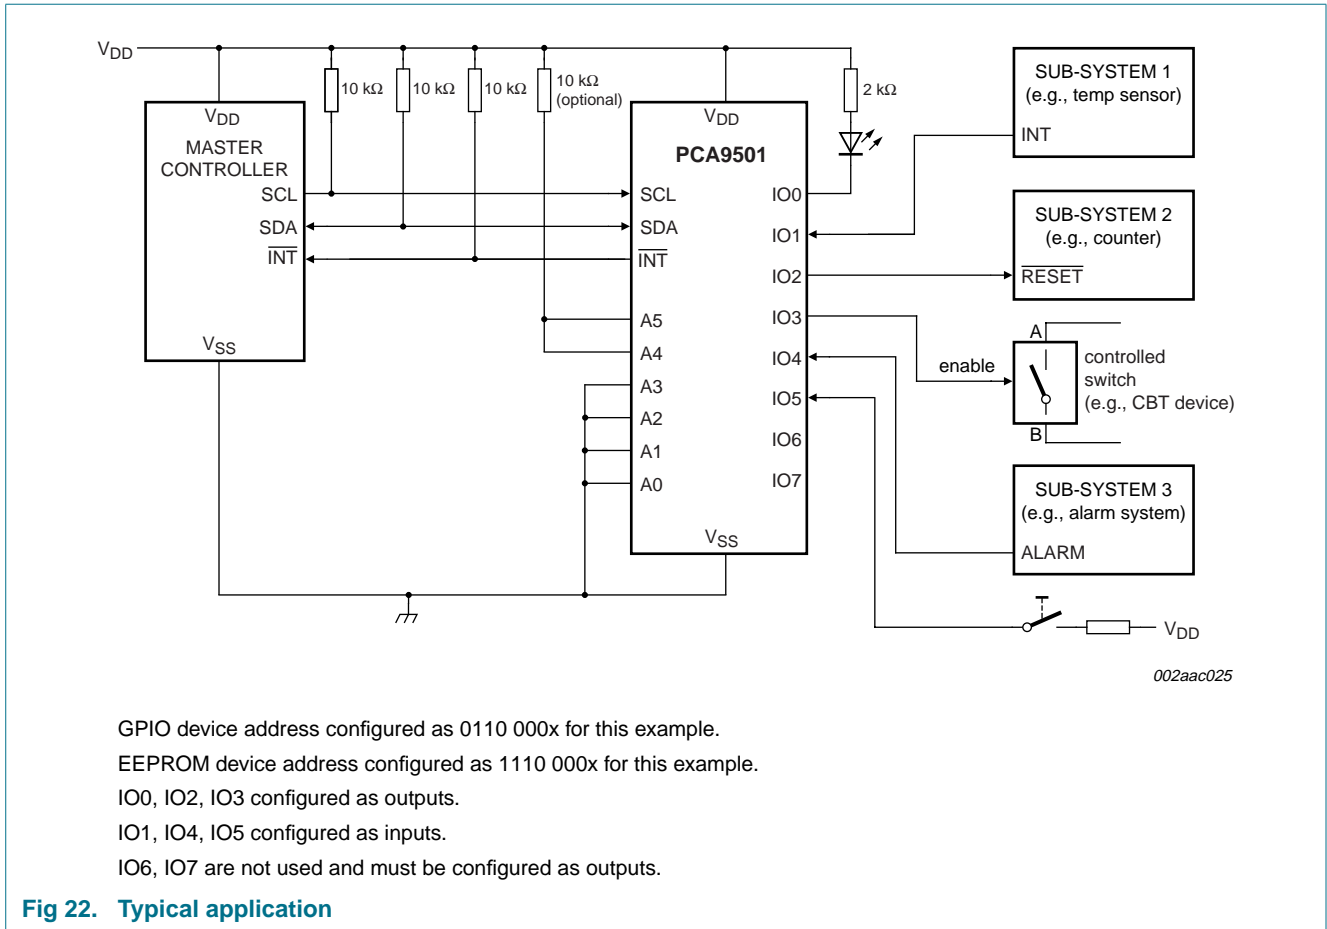 VDD
10 kΩ
10 kΩ
10 kΩ
10 kΩ
(optional)
2 kΩ
VDD
MASTER
CONTROLLER
SCL
SDA
INT
VSS
VDD
PCA9501
SCL
SDA
INT
A5
A4
A3
A2
A1
A0
IO0
IO1
IO2
IO3
IO4
IO5
IO6
IO7
VSS
SUB-SYSTEM 1
(e.g., temp sensor)
INT
SUB-SYSTEM 2
(e.g., counter)
RESET
A
enable
controlled
switch
(e.g., CBT device)
B
SUB-SYSTEM 3
(e.g., alarm system)
ALARM
VDD
002aac025
GPIO device address configured as 0110 000x for this example.
EEPROM device address configured as 1110 000x for this example.
IO0, IO2, IO3 configured as outputs.
IO1, IO4, IO5 configured as inputs.
IO6, IO7 are not used and must be configured as outputs.
Fig 22. Typical application